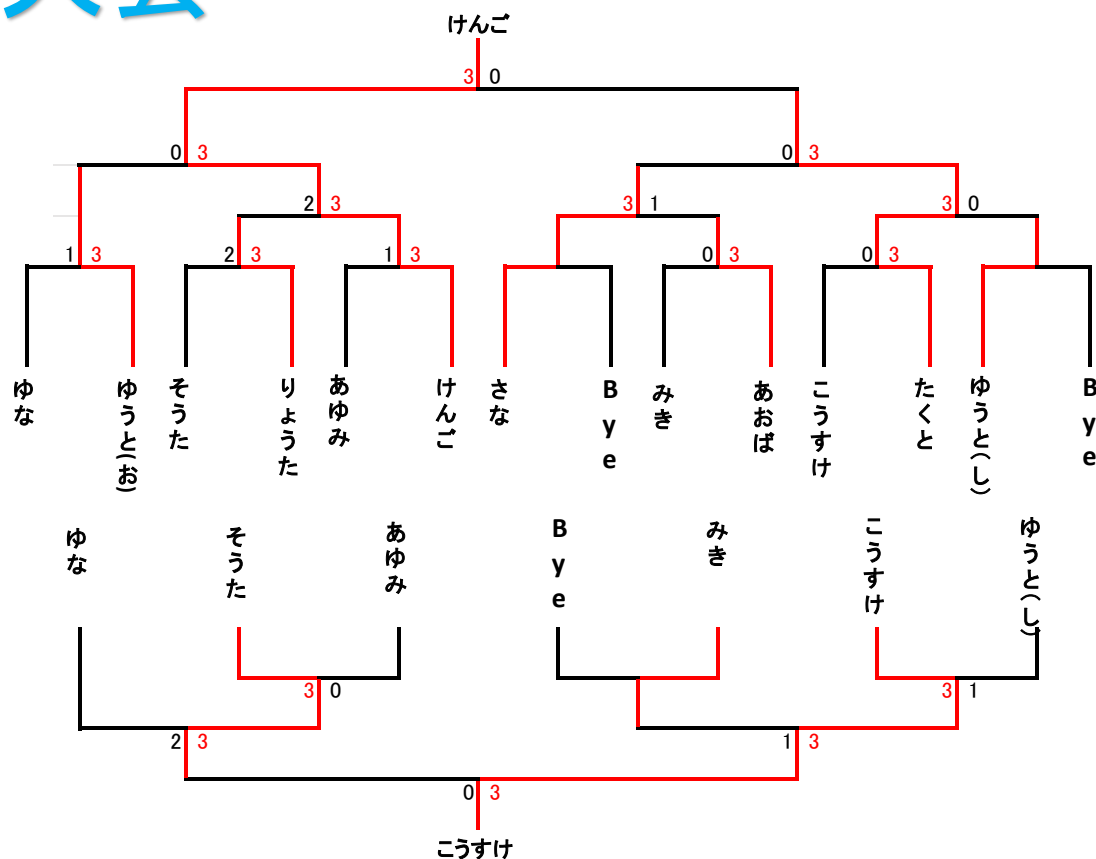 大会
けんご
3 0
0 3
0 3
2 3
3 1
3 0
1 3
2 3
1 3
0 3
0 3
ゆな
ゆうと(お)
そうた
りょうた
あゆみ
けんご
さな
Bye
みき
あおば
こうすけ
たくと
ゆうと(し)
Bye
ゆな
そうた
あゆみ
Bye
みき
こうすけ
ゆうと(し)
3 0
3 1
2 3
1 3
0 3
こうすけ